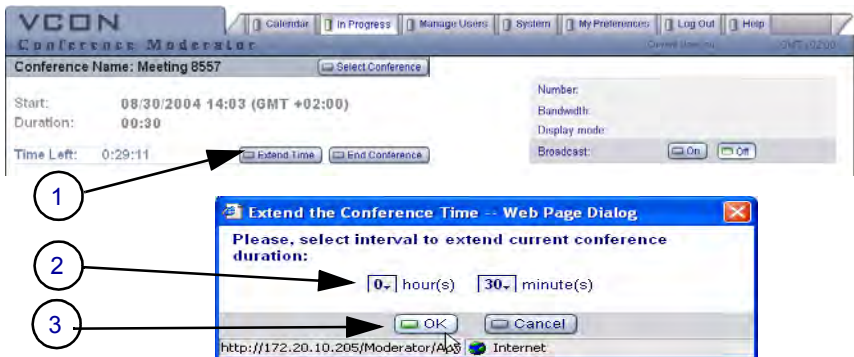 VCON
Conference Moderator
Calendar In Progress Manage Users System My Preferences Log Out Help
GMT +02:00
Conference Name: Meeting 8557 Select Conference
Start: 08/30/2004 14:03 (GMT +02:00)
Duration: 00:30
Time Left: 0:29:11 Extend Time End Conference
Number:
Bandwidth:
Display mode:
Broadcast: On Off
1
Extend the Conference Time -- Web Page Dialog
Please, select interval to extend current conference
duration:
2
0 hour(s) 30 minute(s)
3
OK Cancel
http://172.20.10.205/Moderator/App Internet